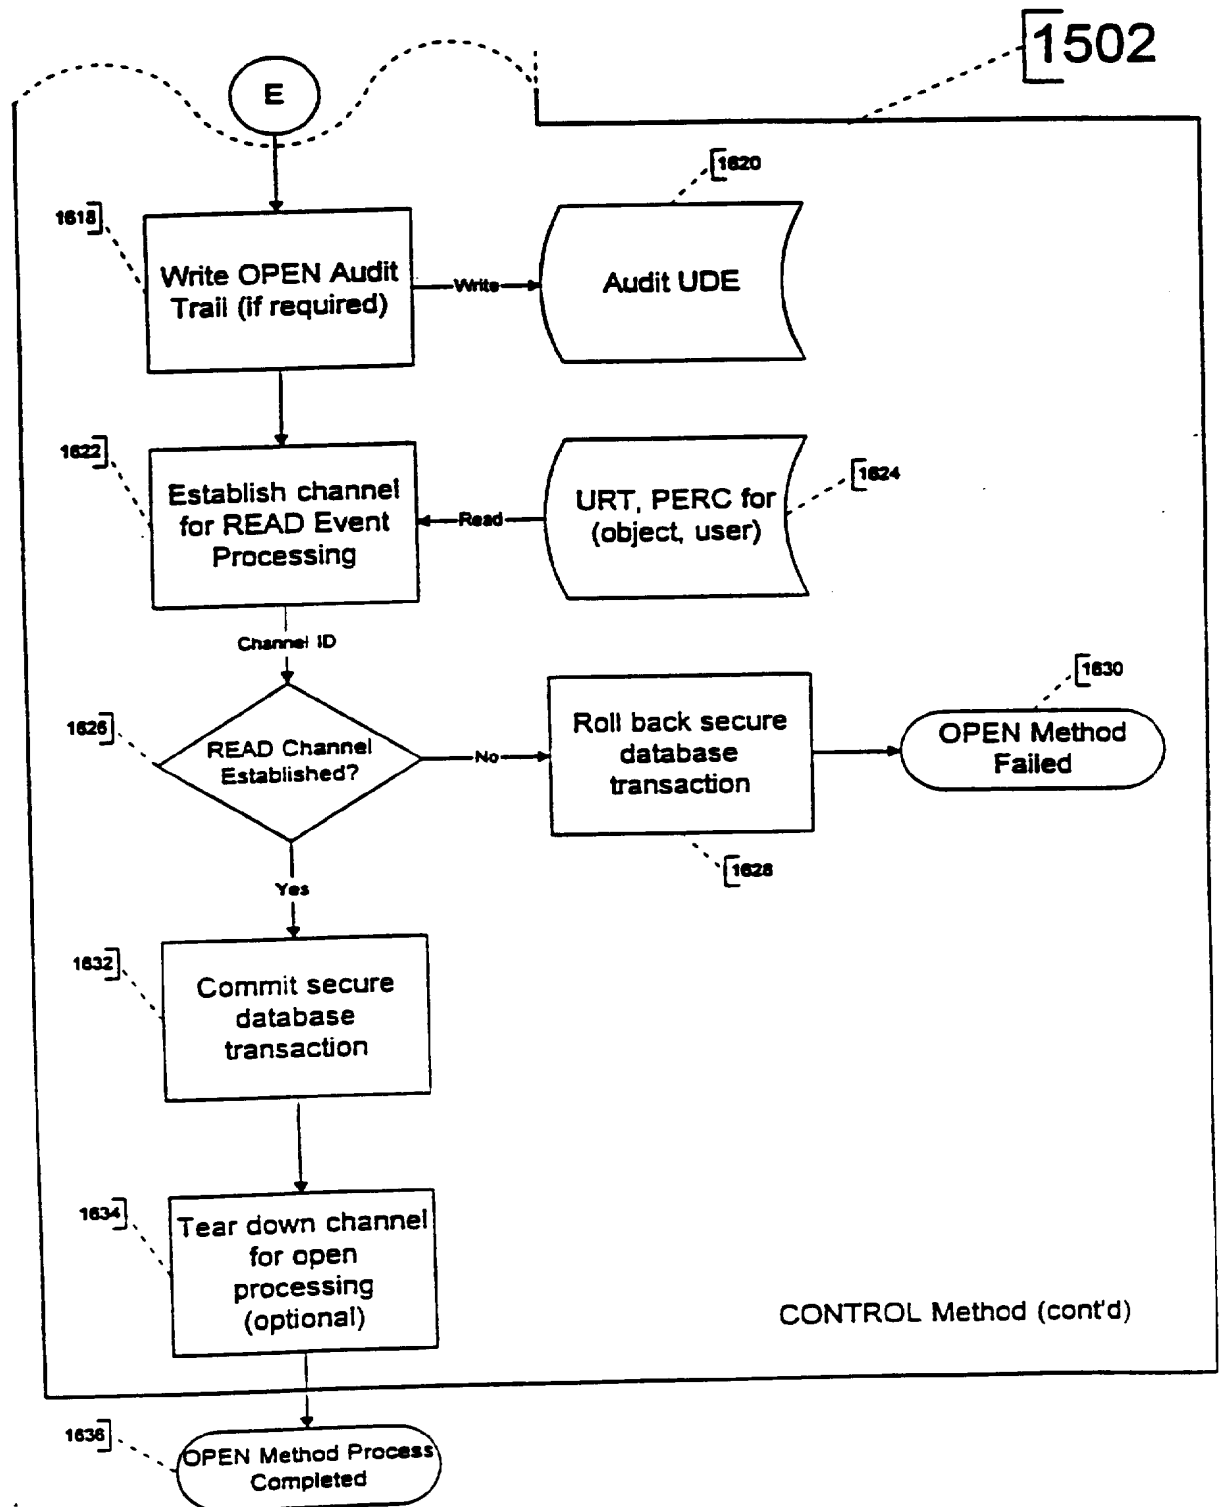 1502
E
1620
1618
Write OPEN Audit
Trail (if required)
Write
Audit UDE
1622
1624
Establish channel
for READ Event
Processing
Read
URT, PERC for
(object, user)
Channel ID
1630
1626
READ Channel
Established?
No
Roll back secure
database
transaction
OPEN Method
Failed
1628
Yes
1632
Commit secure
database
transaction
1634
Tear down channel
for open
processing
(optional)
CONTROL Method (cont'd)
1636
OPEN Method Process
Completed